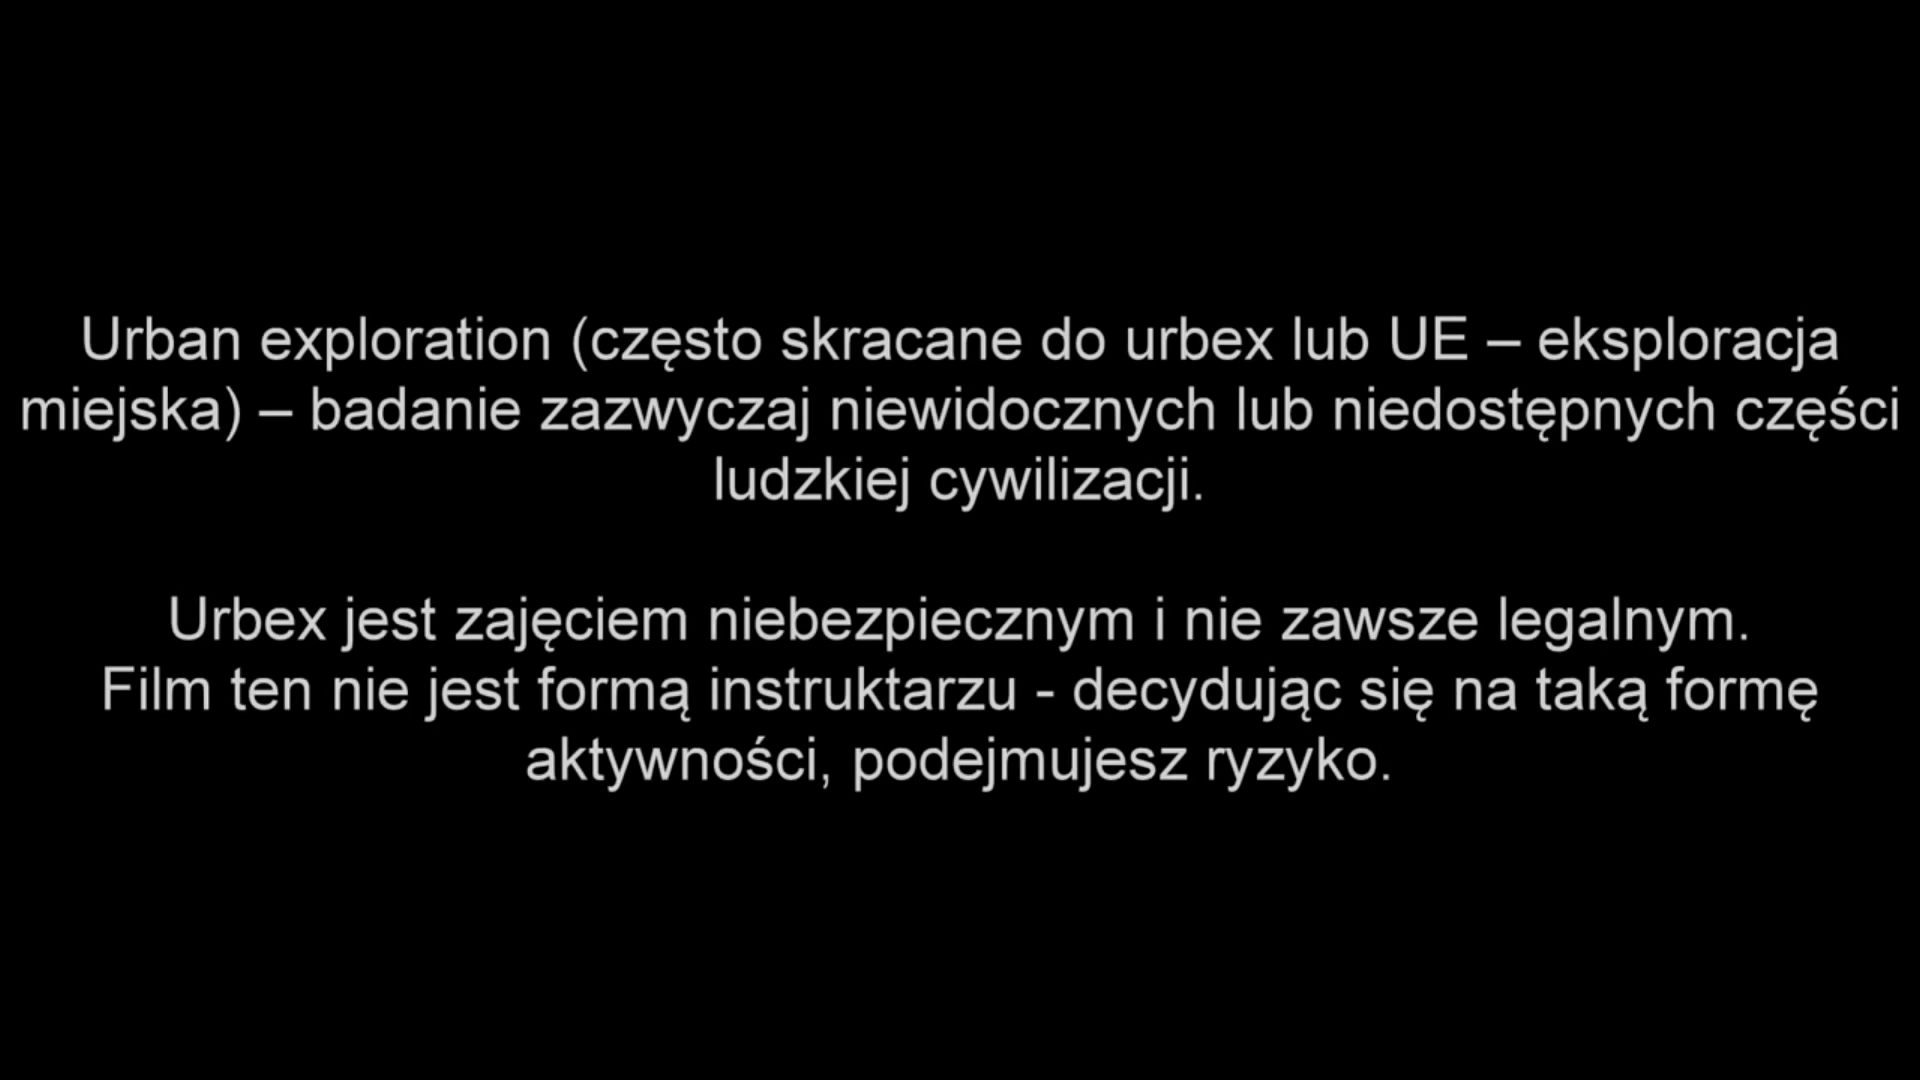 Urban exploration (często skracane do urbex lub UE – eksploracja
miejska) – badanie zazwyczaj niewidocznych lub niedostępnych części
ludzkiej cywilizacji.
Urbex jest zajęciem niebezpiecznym i nie zawsze legalnym.
Film ten nie jest formą instruktarzu - decydując się na taką formę
aktywności, podejmujesz ryzyko.